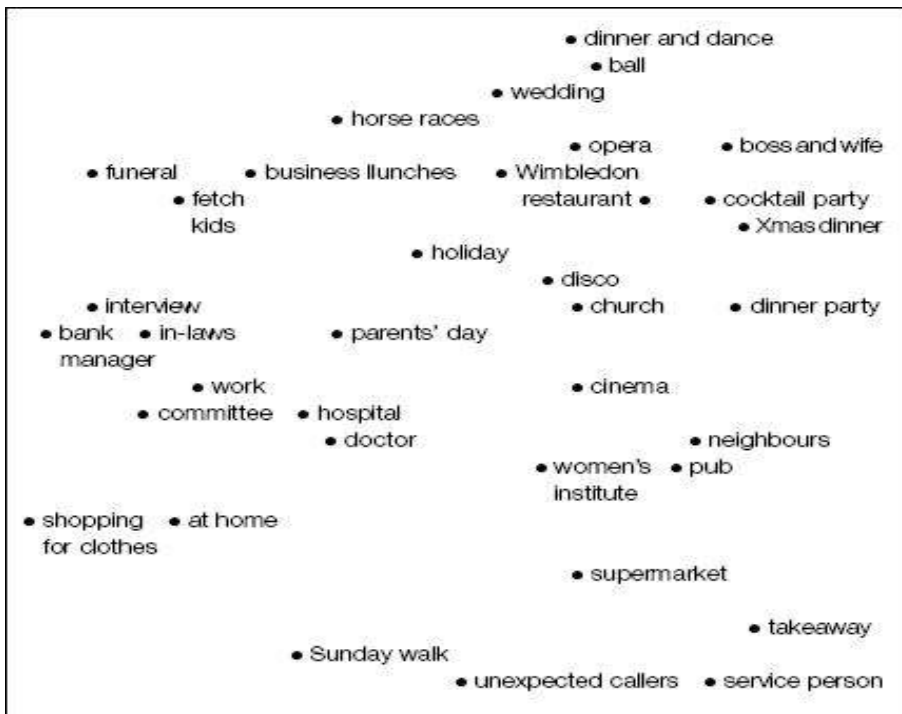 • dinner and dance
• ball
• wedding
• horse races
• opera • boss and wife
• funeral • business llunches • Wimbledon
• fetch restaurant • • cocktail party
kids • Xmas dinner
• holiday
• disco
• interview • church • dinner party
• bank • in-laws • parents' day
manager
• work • cinema
• committee • hospital
• doctor • neighbours
• women's • pub
institute
• shopping • at home
for clothes
• supermarket
• takeaway
• Sunday walk
• unexpected callers • service person